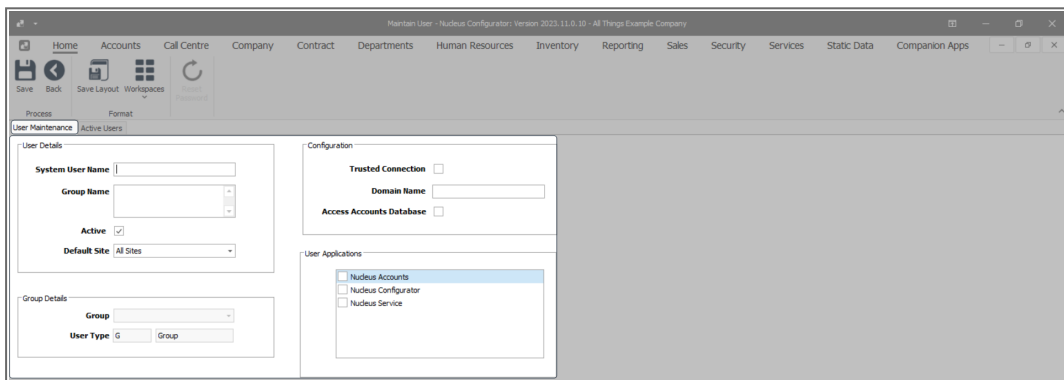 Maintain User - Nucleus Configurator: Version 2023.11.0.10 - All Things Example Company
Home Accounts Call Centre Company Contract Departments Human Resources Inventory Reporting Sales Security Services Static Data Companion Apps
Save Back Save Layout Workspaces Reset
Password
Process Format
User Maintenance Active Users
User Details
System User Name
Group Name
Active
Default Site All Sites
Group Details
Group
User Type G Group
Configuration
Trusted Connection
Domain Name
Access Accounts Database
User Applications
Nucleus Accounts
Nucleus Configurator
Nucleus Service